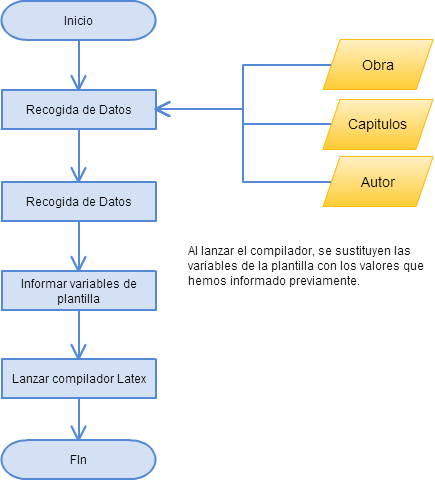 Inicio
Obra
Recogida de Datos
Capitulos
Autor
Recogida de Datos
Al lanzar el compilador, se sustituyen las
variables de la plantilla con los valores que
hemos informado previamente.
Informar variables de
plantilla
Lanzar compilador Latex
FIn